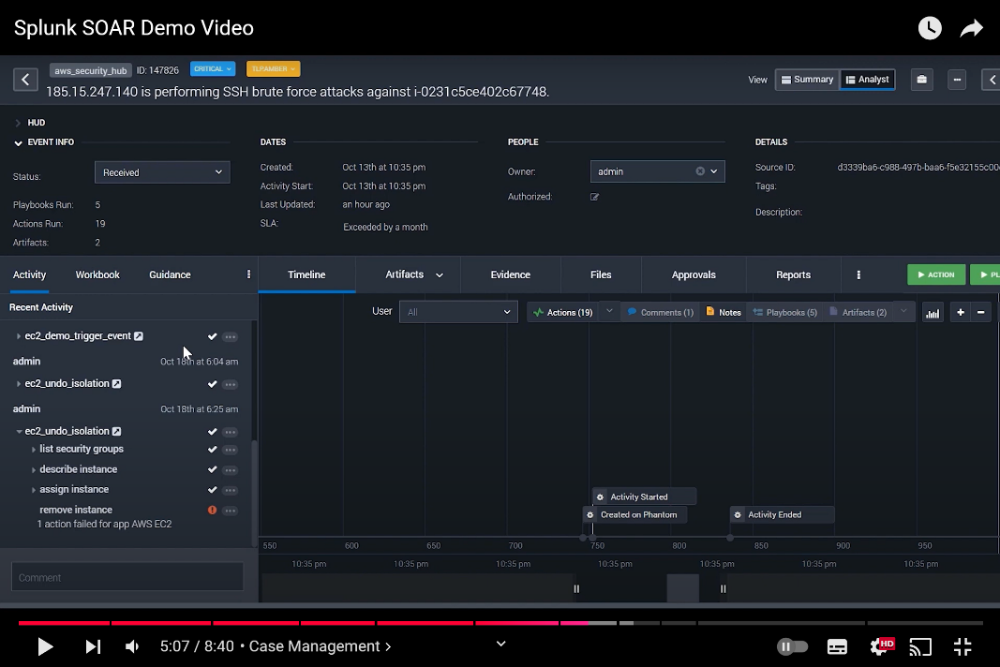 Splunk SOAR Demo Video
aws_security_hub ID: 147826 CRITICAL TLP:AMBER
185.15.247.140 is performing SSH brute force attacks against i-0231c5ce402c67748.
View Summary Analyst
HUD
EVENT INFO
Status: Received
Playbooks Run: 5
Actions Run: 19
Artifacts: 2
DATES
Created: Oct 13th at 10:35 pm
Activity Start: Oct 13th at 10:35 pm
Last Updated: an hour ago
SLA: Exceeded by a month
PEOPLE
Owner: admin
Authorized:
DETAILS
Source ID: d3339ba6-c988-497b-baa6-f5e32155c00
Tags:
Description:
Activity Workbook Guidance
Timeline Artifacts Evidence Files Approvals Reports ACTION PL
Recent Activity
User All Actions (19) Comments (1) Notes Playbooks (5) Artifacts (2)
ec2_demo_trigger_event
admin Oct 18th at 6:04 am
ec2_undo_isolation
admin Oct 18th at 6:25 am
ec2_undo_isolation
list security groups
describe instance
assign instance
remove instance
1 action failed for app AWS EC2
Comment
Activity Started
Created on Phantom
Activity Ended
550 600 650 700 750 800 850 900 950
10:35 pm 10:35 pm 10:35 pm 10:35 pm 10:35 pm 10:35 pm 10:35 pm
5:07 / 8:40 • Case Management
HD